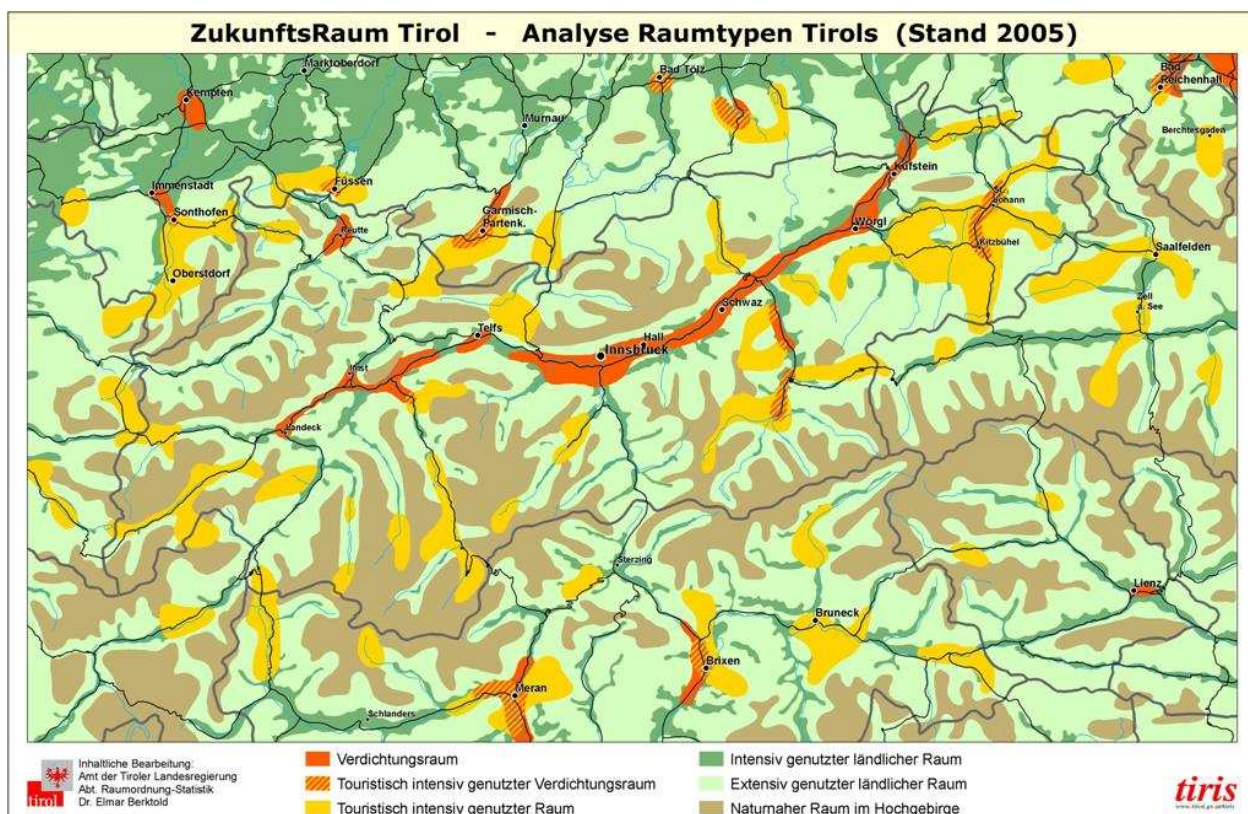 ZukunftsRaum Tirol - Analyse Raumtypen Tirols (Stand 2005)
Marktoberdorf
Bad Tölz
Bad
Reichenhall
Kempten
Murnau
Berchtesgaden
Kufstein
Immenstadt
Füssen
St.
Johann
Sonthofen
Garmisch-
Partenk.
Reutte
Wörgl
Kitzbühel
Saalfelden
Oberstdorf
Zell
a. See
Schwaz
Telfs
Hall
Innsbruck
Imst
Landeck
Sterzing
Lienz
Bruneck
Brixen
Meran
Schlanders
Inhaltliche Bearbeitung:
Amt der Tiroler Landesregierung
Abt. Raumordnung-Statistik
Dr. Elmar Berktold
tirol
Verdichtungsraum
Touristisch intensiv genutzter Verdichtungsraum
Touristisch intensiv genutzter Raum
Intensiv genutzter ländlicher Raum
Extensiv genutzter ländlicher Raum
Naturnaher Raum im Hochgebirge
tiris